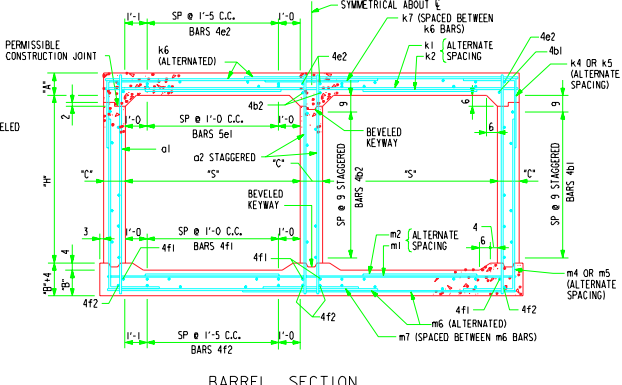 SYMMETRICAL ABOUT ℄
1'-1 SP @ 1'-5 C.C. 1'-0
BARS 4e2
k7 (SPACED BETWEEN
k6 BARS)
PERMISSIBLE
CONSTRUCTION JOINT
k6
(ALTERNATED)
4e2
k1 ALTERNATE
k2 SPACING
4e2
4b1
k4 OR k5
(ALTERNATE
SPACING)
"A"
4b2
9
6
9
2
ELED
1'-0 SP @ 1'-0 C.C. 1'-0
BARS 5e1
BEVELED
KEYWAY
6
a1
a2 STAGGERED
"C"
"C"
"S"
"S"
"C"
"H"
SP @ 9 STAGGERED
BARS 4b2
SP @ 9 STAGGERED
BARS 4b1
BEVELED
KEYWAY
3
1'-0 SP @ 1'-0 C.C. 1'-0
BARS 4f1
m2 ALTERNATE
m1 SPACING
4
6
4
"B"
"B"+4
4f1
4f1
m4 OR m5
(ALTERNATE
SPACING)
4f2
4f2
4f1
4f2
m6 (ALTERNATED)
m7 (SPACED BETWEEN m6 BARS)
1'-1 SP @ 1'-5 C.C. 1'-0
BARS 4f2
BARREL SECTION